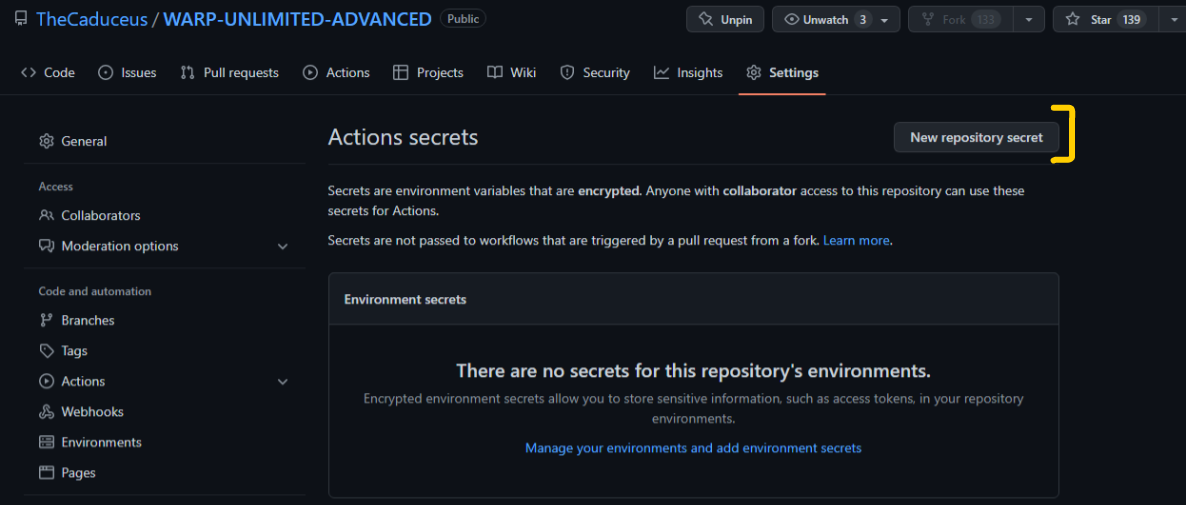 TheCaduceus / WARP-UNLIMITED-ADVANCED Public Unpin Unwatch 3 Fork 133 Star 139
Code Issues Pull requests Actions Projects Wiki Security Insights Settings
General
Access
Collaborators
Moderation options
Code and automation
Branches
Tags
Actions
Webhooks
Environments
Pages
Actions secrets New repository secret
Secrets are environment variables that are encrypted. Anyone with collaborator access to this repository can use these
secrets for Actions.
Secrets are not passed to workflows that are triggered by a pull request from a fork. Learn more.
Environment secrets
There are no secrets for this repository's environments.
Encrypted environment secrets allow you to store sensitive information, such as access tokens, in your repository
environments.
Manage your environments and add environment secrets